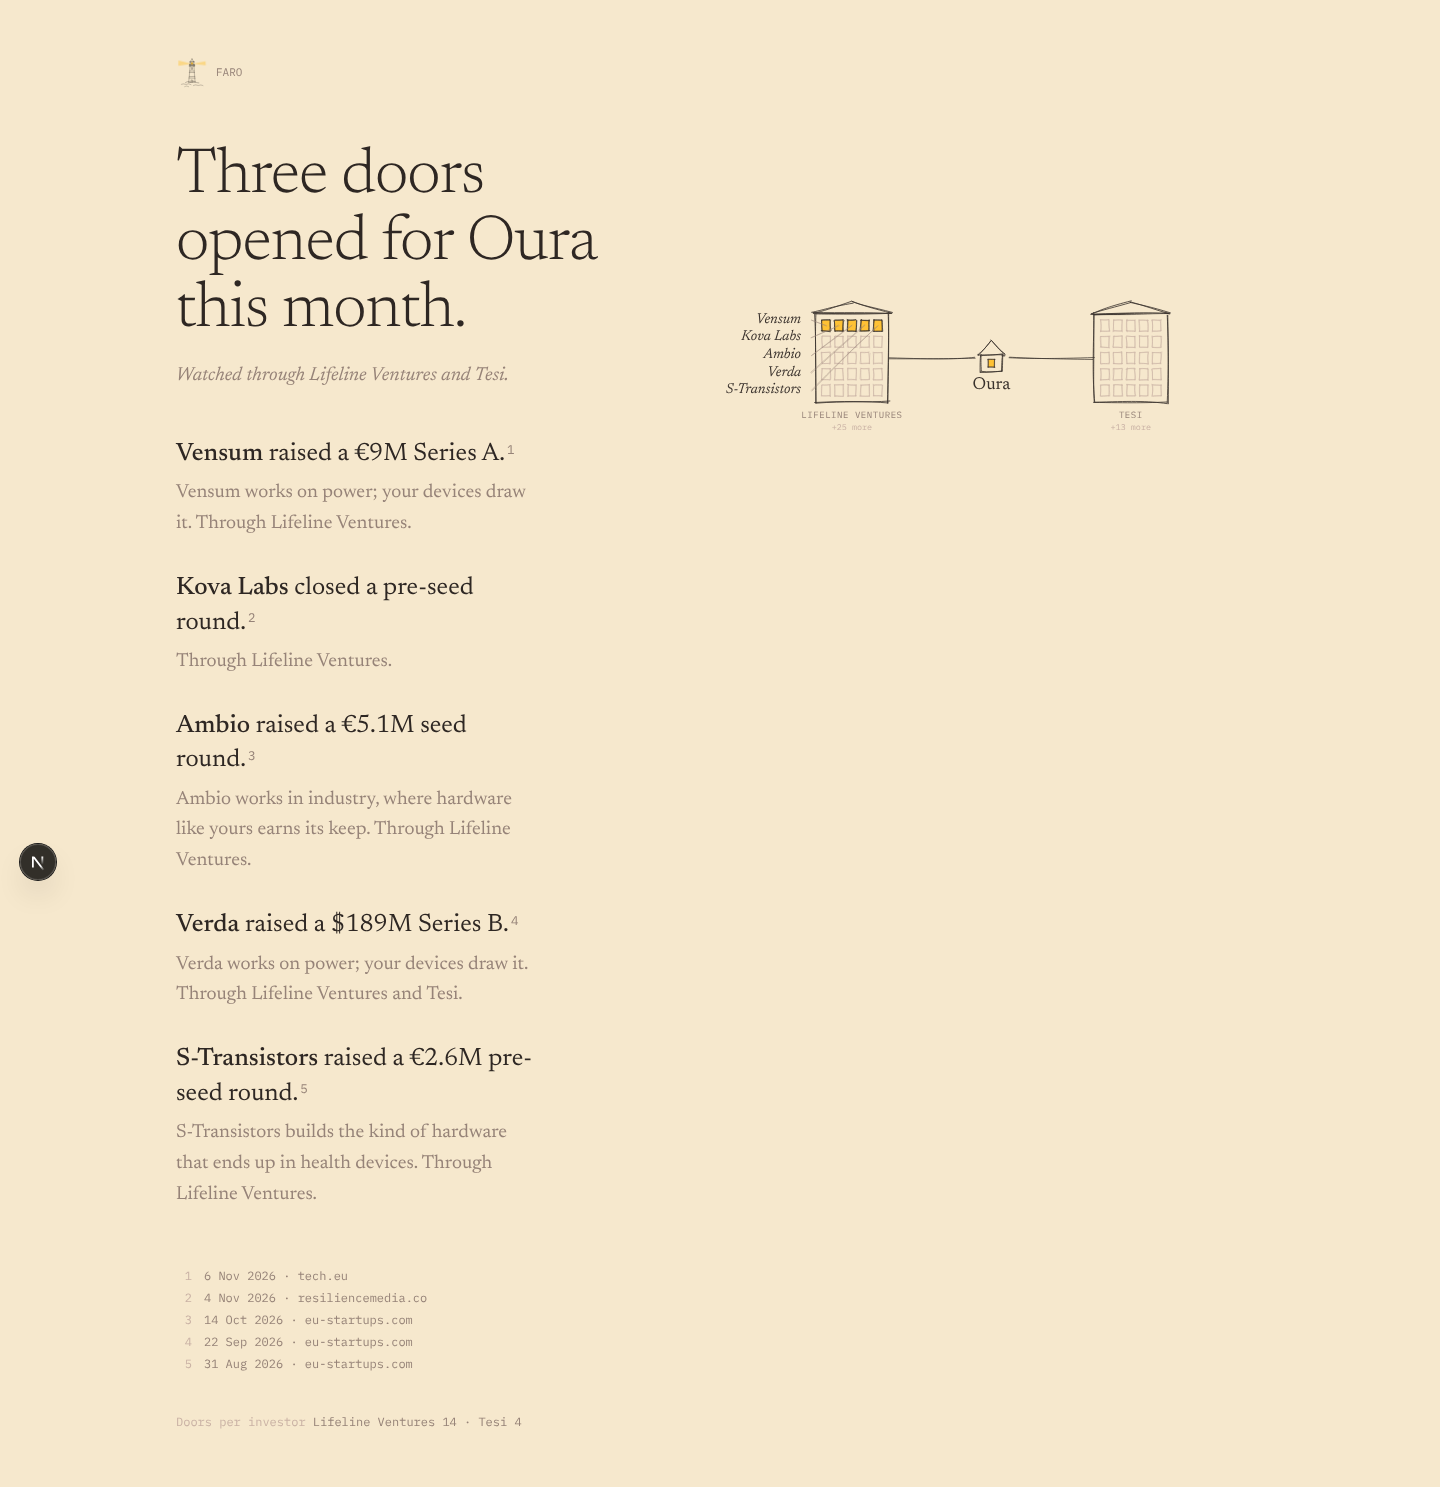 FARO
Three doors
opened for Oura
this month.
Watched through Lifeline Ventures and Tesi.
Vensum raised a €9M Series A.1
Vensum works on power; your devices draw
it. Through Lifeline Ventures.
Kova Labs closed a pre-seed
round.2
Through Lifeline Ventures.
Ambio raised a €5.1M seed
round.3
Ambio works in industry, where hardware
like yours earns its keep. Through Lifeline
Ventures.
Verda raised a $189M Series B.4
Verda works on power; your devices draw it.
Through Lifeline Ventures and Tesi.
S-Transistors raised a €2.6M pre-
seed round.5
S-Transistors builds the kind of hardware
that ends up in health devices. Through
Lifeline Ventures.
1 6 Nov 2026 · tech.eu
2 4 Nov 2026 · resiliencemedia.co
3 14 Oct 2026 · eu-startups.com
4 22 Sep 2026 · eu-startups.com
5 31 Aug 2026 · eu-startups.com
Doors per investor Lifeline Ventures 14 · Tesi 4
Vensum
Kova Labs
Ambio
Verda
S-Transistors
LIFELINE VENTURES
+25 more
Oura
TESI
+13 more
N